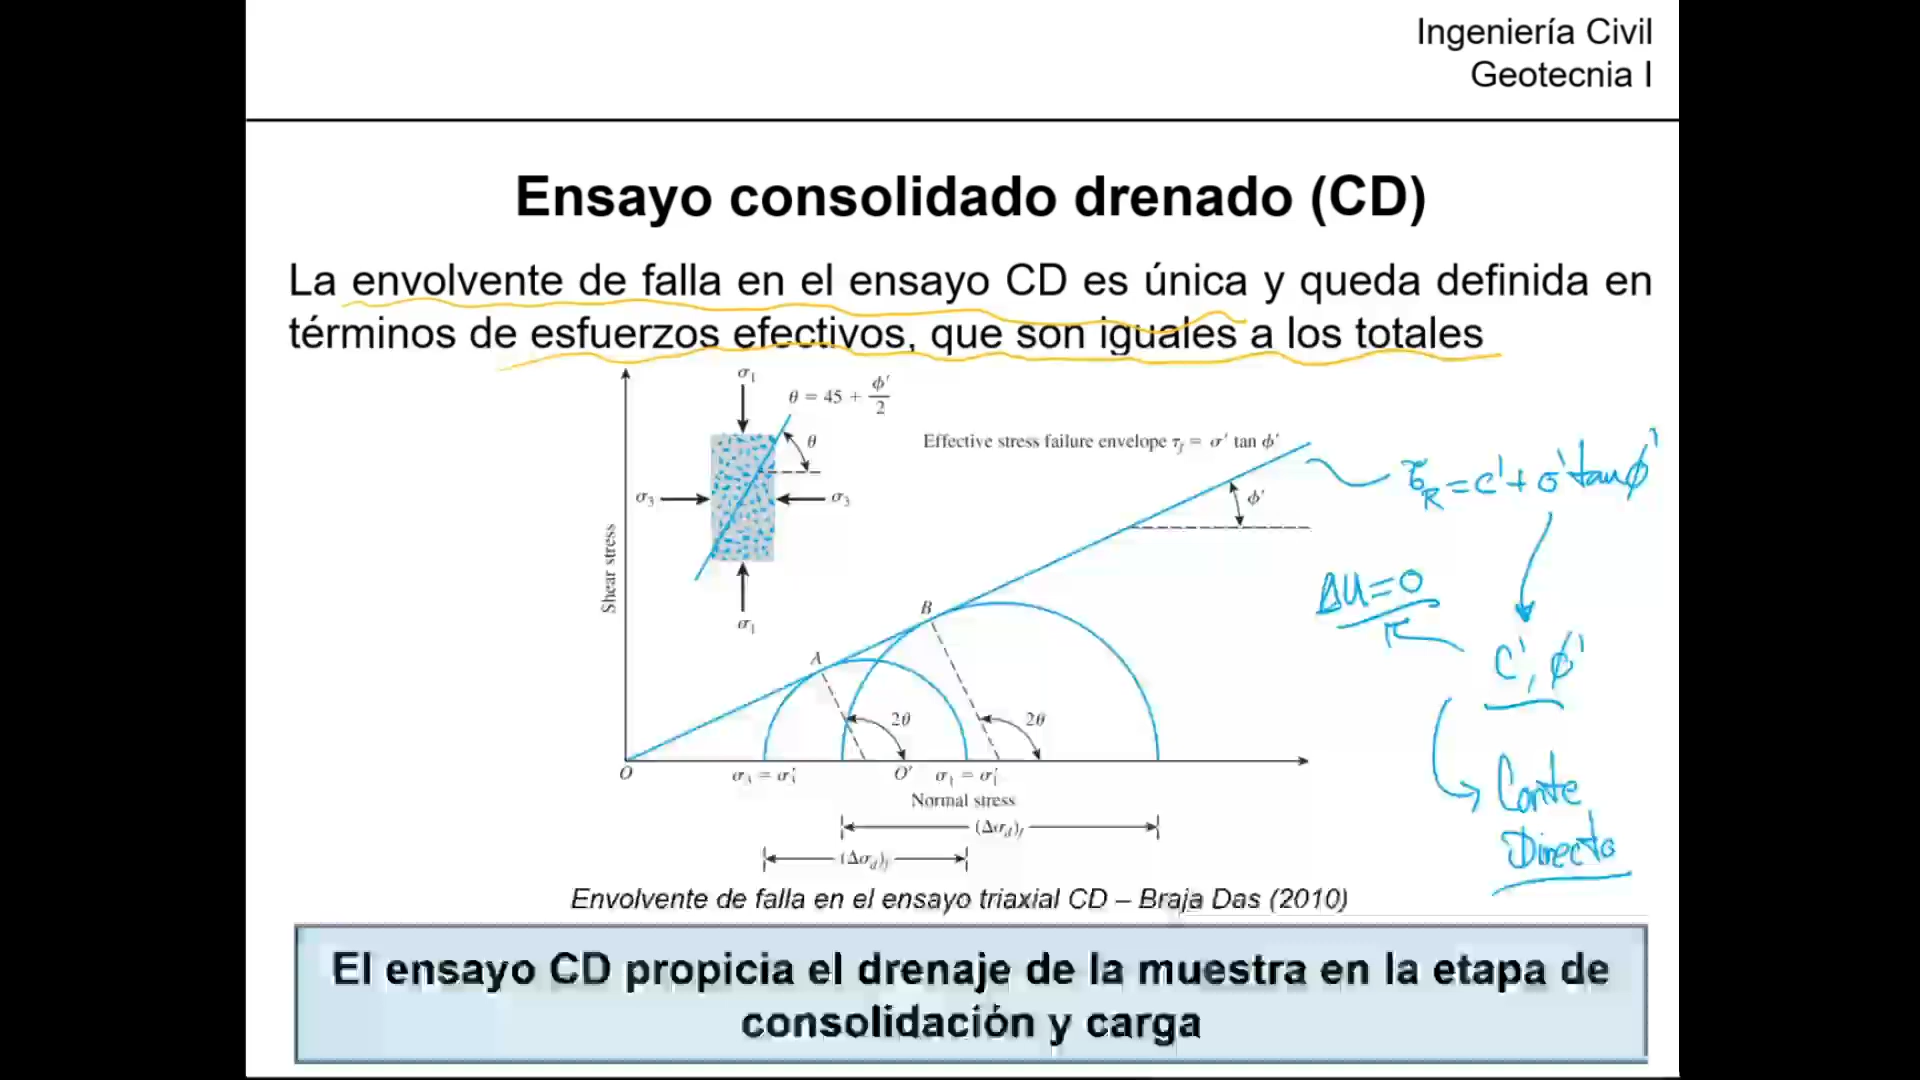 Ingeniería Civil
Geotecnia I
Ensayo consolidado drenado (CD)
La envolvente de falla en el ensayo CD es única y queda definida en
términos de esfuerzos efectivos, que son iguales a los totales
σ₁
θ = 45 + ϕ'/2
θ
Effective stress failure envelope τf = σ' tan ϕ'
σ₃
σ₃
ϕ'
τR = c' + σ' tan ϕ'
Shear stress
Δu = 0
σ₁
B
A
c', ϕ'
2θ
2θ
O
σ₃ = σ₃'
O'
σ₁ = σ₁'
Normal stress
(Δσd)f
(Δσd)f
Corte
Directo
Envolvente de falla en el ensayo triaxial CD – Braja Das (2010)
El ensayo CD propicia el drenaje de la muestra en la etapa de
consolidación y carga